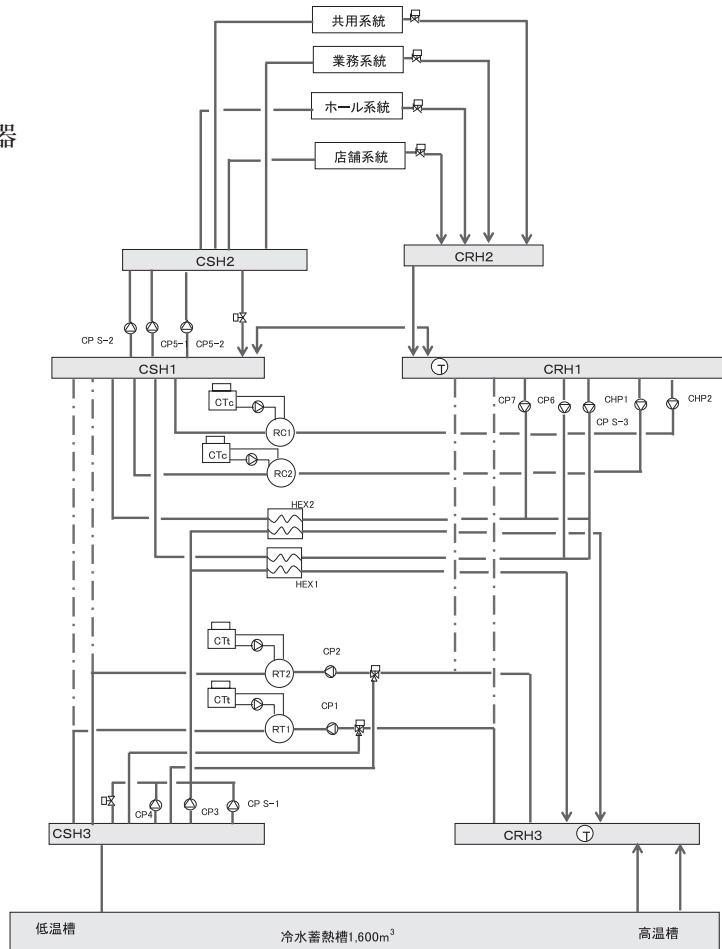 共用系統
業務系統
ホール系統
器
店舗系統
CSH2
CRH2
CP S-2
CP5-1
CP5-2
CSH1
T
CRH1
CTc
RC1
CP7
CP6
CP S-3
CHP1
CHP2
CTc
RC2
HEX2
HEX1
CTt
RT2
CP2
CTt
RT1
CP1
CP4
CP3
CP S-1
CSH3
CRH3
T
低温槽
冷水蓄熱槽1,600m³
高温槽